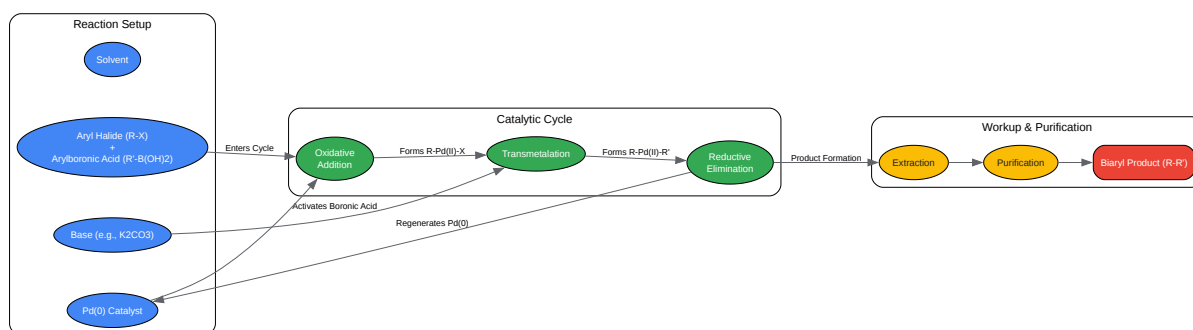 Reaction Setup
Solvent
Aryl Halide (R-X)
+
Arylboronic Acid (R'-B(OH)2)
Base (e.g., K2CO3)
Pd(0) Catalyst
Enters Cycle
Catalytic Cycle
Oxidative
Addition
Forms R-Pd(II)-X
Transmetalation
Forms R-Pd(II)-R'
Reductive
Elimination
Activates Boronic Acid
Regenerates Pd(0)
Product Formation
Workup & Purification
Extraction
Purification
Biaryl Product (R-R')